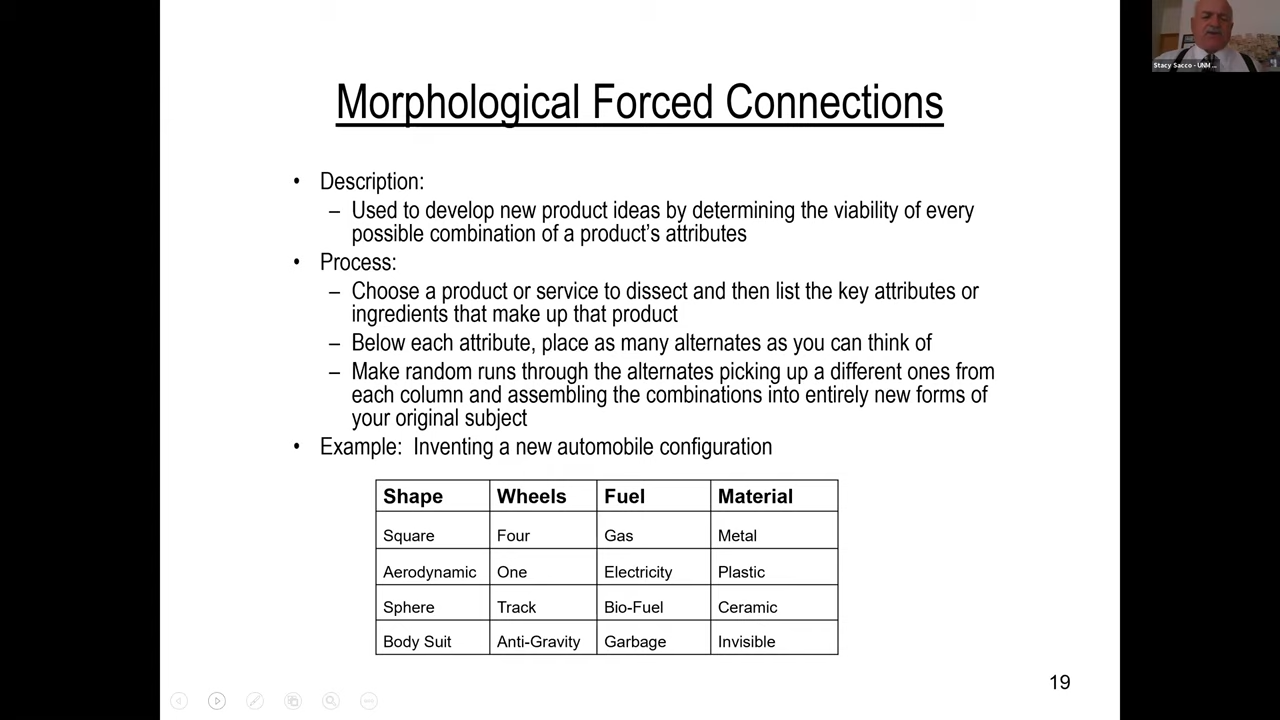 Stacy Sacco - UNM ...
Morphological Forced Connections
• Description:
– Used to develop new product ideas by determining the viability of every
possible combination of a product's attributes
• Process:
– Choose a product or service to dissect and then list the key attributes or
ingredients that make up that product
– Below each attribute, place as many alternates as you can think of
– Make random runs through the alternates picking up a different ones from
each column and assembling the combinations into entirely new forms of
your original subject
• Example: Inventing a new automobile configuration
Shape Wheels Fuel Material
Square Four Gas Metal
Aerodynamic One Electricity Plastic
Sphere Track Bio-Fuel Ceramic
Body Suit Anti-Gravity Garbage Invisible
19